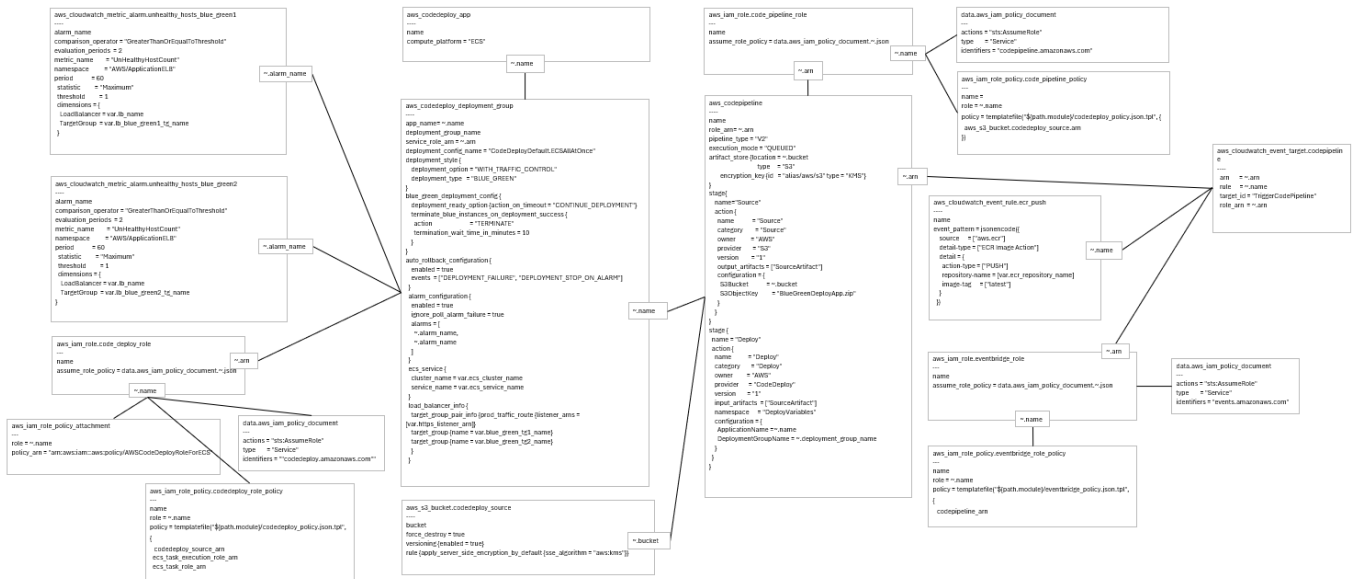 aws_cloudwatch_metric_alarm.unhealthy_hosts_blue_green1
----
alarm_name
comparison_operator = "GreaterThanOrEqualToThreshold"
evaluation_periods = 2
metric_name = "UnHealthyHostCount"
namespace = "AWS/ApplicationELB"
period = 60
statistic = "Maximum"
threshold = 1
dimensions = {
LoadBalancer = var.lb_name
TargetGroup = var.lb_blue_green1_tg_name
}
~.alarm_name
aws_cloudwatch_metric_alarm.unhealthy_hosts_blue_green2
----
alarm_name
comparison_operator = "GreaterThanOrEqualToThreshold"
evaluation_periods = 2
metric_name = "UnHealthyHostCount"
namespace = "AWS/ApplicationELB"
period = 60
statistic = "Maximum"
threshold = 1
dimensions = {
LoadBalancer = var.lb_name
TargetGroup = var.lb_blue_green2_tg_name
}
~.alarm_name
aws_iam_role.code_deploy_role
---
name
assume_role_policy = data.aws_iam_policy_document.~.json
~.arn
~.name
aws_iam_role_policy_attachment
---
role = ~.name
policy_arn = "arn:aws:iam::aws:policy/AWSCodeDeployRoleForECS"
data.aws_iam_policy_document
---
actions = "sts:AssumeRole"
type = "Service"
identifiers = ""codedeploy.amazonaws.com""
aws_iam_role_policy.codedeploy_role_policy
---
name
role = ~.name
policy = templatefile("${path.module}/codedeploy_policy.json.tpl",
{
codedeploy_source_arn
ecs_task_execution_role_arn
ecs_task_role_arn
aws_codedeploy_app
----
name
compute_platform = "ECS"
~.name
aws_codedeploy_deployment_group
----
app_name= ~.name
deployment_group_name
service_role_arn = ~.arn
deployment_config_name = "CodeDeployDefault.ECSAllAtOnce"
deployment_style {
deployment_option = "WITH_TRAFFIC_CONTROL"
deployment_type = "BLUE_GREEN"
}
blue_green_deployment_config {
deployment_ready_option {action_on_timeout = "CONTINUE_DEPLOYMENT"}
terminate_blue_instances_on_deployment_success {
action = "TERMINATE"
termination_wait_time_in_minutes = 10
}
}
auto_rollback_configuration {
enabled = true
events = ["DEPLOYMENT_FAILURE", "DEPLOYMENT_STOP_ON_ALARM"]
}
alarm_configuration {
enabled = true
ignore_poll_alarm_failure = true
alarms = [
~.alarm_name,
~.alarm_name
]
}
ecs_service {
cluster_name = var.ecs_cluster_name
service_name = var.ecs_service_name
}
load_balancer_info {
target_group_pair_info {prod_traffic_route {listener_arns =
[var.https_listener_arn]}
target_group {name = var.blue_green_tg1_name}
target_group {name = var.blue_green_tg2_name}
}
}
~.name
aws_s3_bucket.codedeploy_source
----
bucket
force_destroy = true
versioning {enabled = true}
rule {apply_server_side_encryption_by_default {sse_algorithm = "aws:kms"}}
~.bucket
aws_iam_role.code_pipeline_role
---
name
assume_role_policy = data.aws_iam_policy_document.~.json
~.name
~.arn
aws_codepipeline
----
name
role_arn= ~.arn
pipeline_type = "V2"
execution_mode = "QUEUED"
artifact_store {location = ~.bucket
type = "S3"
encryption_key {id = "alias/aws/s3" type = "KMS"}
}
stage{
name="Source"
action {
name = "Source"
category = "Source"
owner = "AWS"
provider = "S3"
version = "1"
output_artifacts = ["SourceArtifact"]
configuration = {
S3Bucket = ~.bucket
S3ObjectKey = "BlueGreenDeployApp.zip"
}
}
}
stage {
name = "Deploy"
action {
name = "Deploy"
category = "Deploy"
owner = "AWS"
provider = "CodeDeploy"
version = "1"
input_artifacts = ["SourceArtifact"]
namespace = "DeployVariables"
configuration = {
ApplicationName =~.name
DeploymentGroupName = ~.deployment_group_name
}
}
}
~.arn
data.aws_iam_policy_document
---
actions = "sts:AssumeRole"
type = "Service"
identifiers = "codepipeline.amazonaws.com"
aws_iam_role_policy.code_pipeline_policy
---
name =
role = ~.name
policy = templatefile("${path.module}/codedeploy_policy.json.tpl", {
aws_s3_bucket.codedeploy_source.arn
})
aws_cloudwatch_event_rule.ecr_push
----
name
event_pattern = jsonencode({
source = ["aws.ecr"]
detail-type = ["ECR Image Action"]
detail = {
action-type = ["PUSH"]
repository-name = [var.ecr_repository_name]
image-tag = ["latest"]
}
})
~.name
aws_cloudwatch_event_target.codepipelin
e
----
arn = ~.arn
rule = ~.name
target_id = "TriggerCodePipeline"
role_arn = ~.arn
~.arn
aws_iam_role.eventbridge_role
---
name
assume_role_policy = data.aws_iam_policy_document.~.json
~.name
data.aws_iam_policy_document
---
actions = "sts:AssumeRole"
type = "Service"
identifiers = "events.amazonaws.com"
aws_iam_role_policy.eventbridge_role_policy
---
name
role = ~.name
policy = templatefile("${path.module}/eventbridge_policy.json.tpl",
{
codepipeline_arn